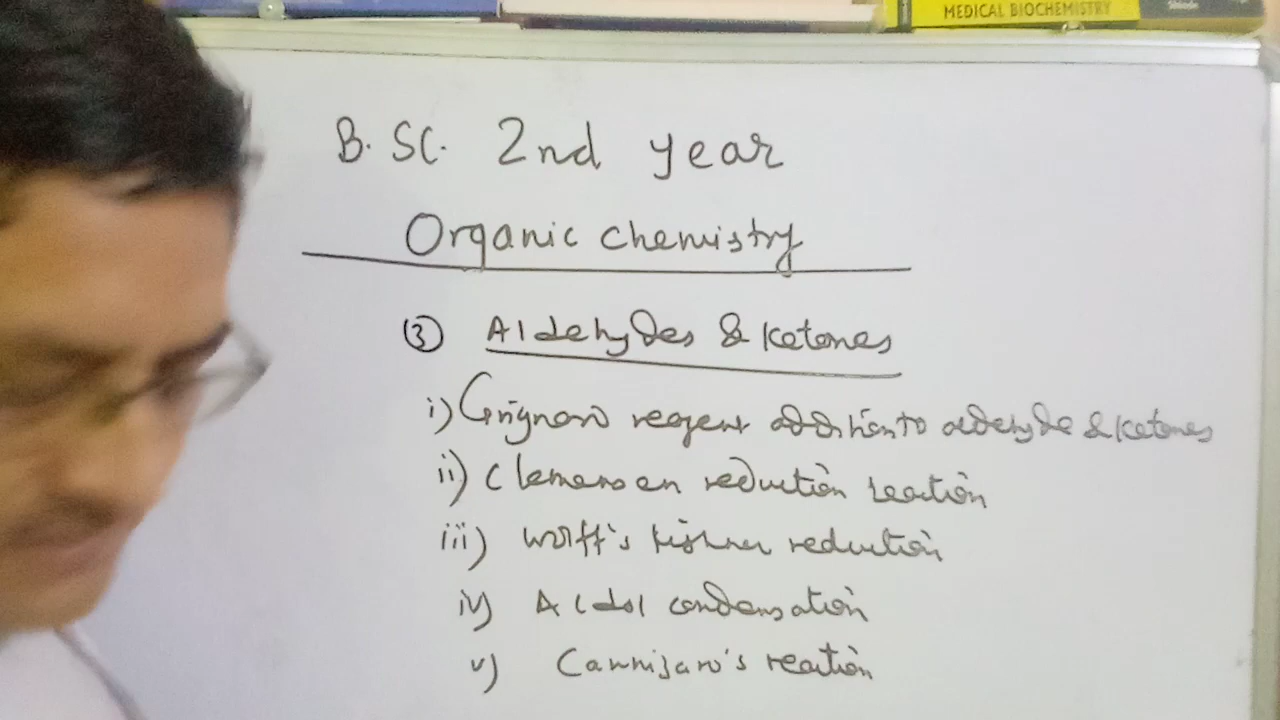 MEDICAL BIOCHEMISTRY
B.SC. 2nd year
Organic chemistry
③ Aldehydes & Ketones
i) Grignard reagent addition to aldehyde & Ketones
ii) Clemensen reduction reaction
iii) Wolff's kishner reduction
iv) Aldol condensation
v) Cannizaro's reaction